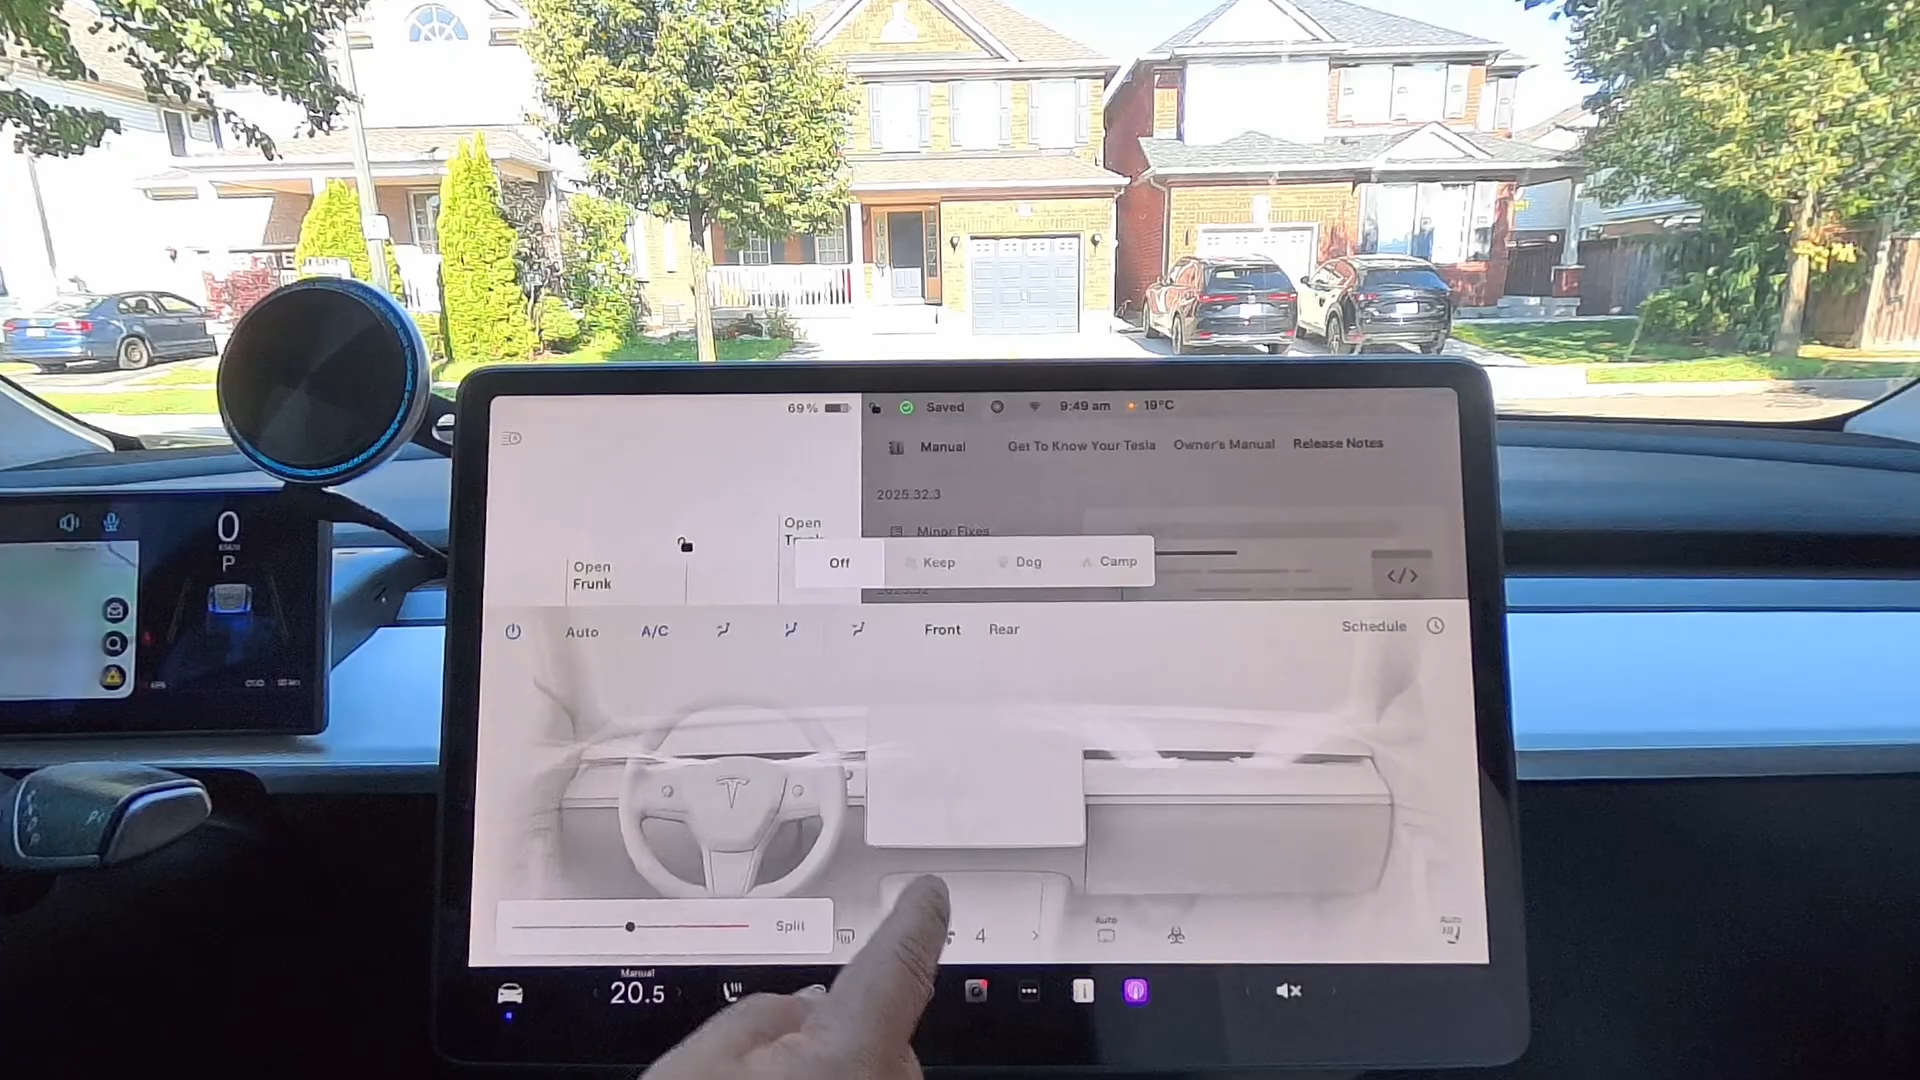 69%
Saved
9:49 am
19°C
Manual
Get To Know Your Tesla
Owner's Manual
Release Notes
2025.32.3
Minor Fixes
Open
Open
Frunk
Off
Keep
Dog
Camp
</>
Auto
A/C
Front
Rear
Schedule
Split
4
Auto
Auto
Manual
20.5
0
P